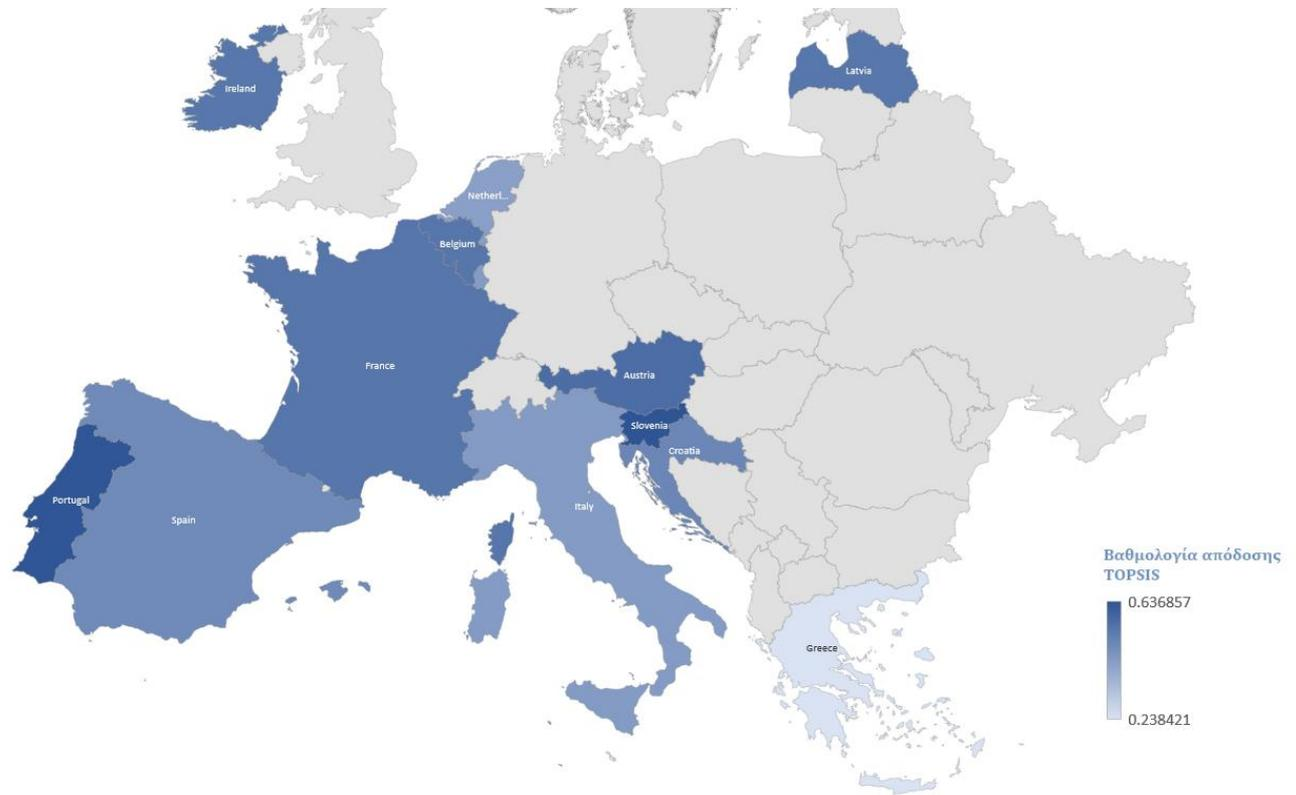 Ireland
Latvia
Netherl...
Belgium
France
Austria
Slovenia
Croatia
Portugal
Spain
Italy
Greece
Βαθμολογία απόδοσης
TOPSIS
0.636857
0.238421